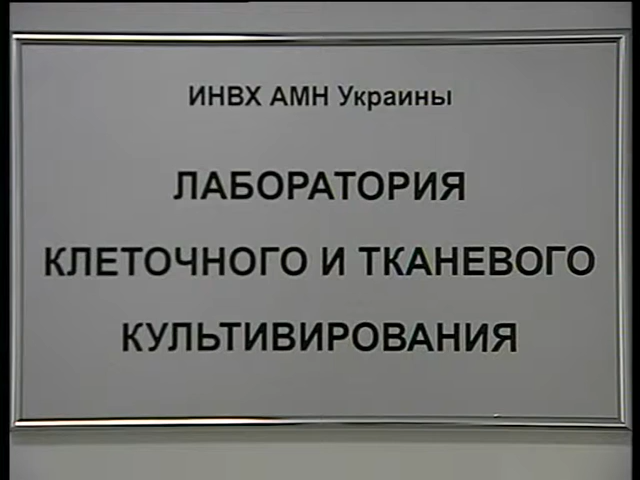 ИНВХ АМН Украины
ЛАБОРАТОРИЯ
КЛЕТОЧНОГО И ТКАНЕВОГО
КУЛЬТИВИРОВАНИЯ